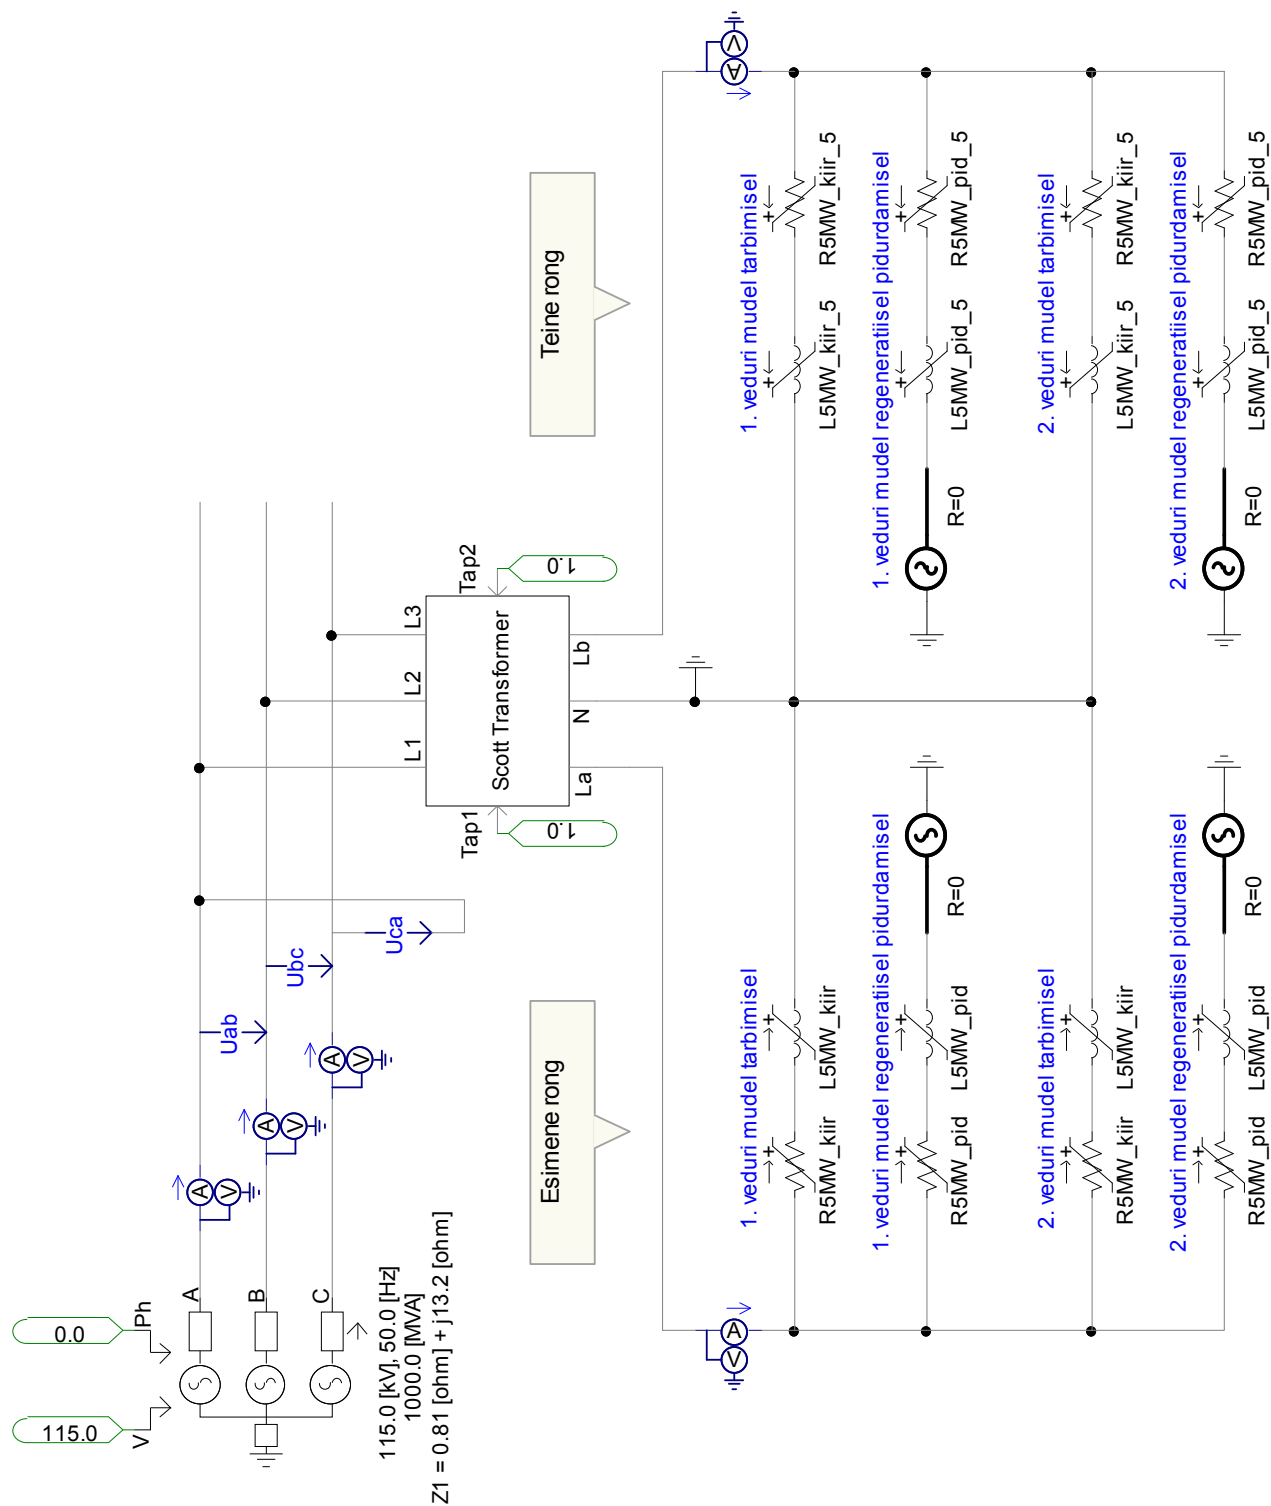 0.0
Ph
115.0
V
A
B
C
115.0 [kV], 50.0 [Hz]
1000.0 [MVA]
Z1 = 0.81 [ohm] + j13.2 [ohm]
A
V
A
V
A
V
Uab
Ubc
Uca
L1
L2
L3
Tap1
1.0
Scott Transformer
Tap2
1.0
La
N
Lb
Esimene rong
Teine rong
A
V
A
V
1. veduri mudel tarbimisel
R5MW_kiir
L5MW_kiir
1. veduri mudel regeneratiisel pidurdamisel
R5MW_pid
L5MW_pid
R=0
2. veduri mudel tarbimisel
R5MW_kiir
L5MW_kiir
2. veduri mudel regeneratiisel pidurdamisel
R5MW_pid
L5MW_pid
R=0
1. veduri mudel tarbimisel
L5MW_kiir_5
R5MW_kiir_5
1. veduri mudel regeneratiisel pidurdamisel
R=0
L5MW_pid_5
R5MW_pid_5
2. veduri mudel tarbimisel
L5MW_kiir_5
R5MW_kiir_5
2. veduri mudel regeneratiisel pidurdamisel
R=0
L5MW_pid_5
R5MW_pid_5